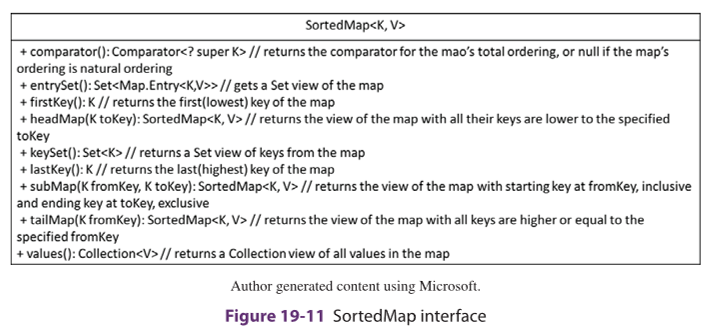 SortedMap<K, V>
+ comparator(): Comparator<? super K> // returns the comparator for the mao's total ordering, or null if the map's
ordering is natural ordering
+ entrySet(): Set<Map.Entry<K,V>> // gets a Set view of the map
+ firstKey(): K // returns the first(lowest) key of the map
+ headMap(K toKey): SortedMap<K, V> // returns the view of the map with all their keys are lower to the specified
toKey
+ keySet(): Set<K> // returns a Set view of keys from the map
+ lastKey(): K // returns the last(highest) key of the map
+ subMap(K fromKey, K toKey): SortedMap<K, V> // returns the view of the map with starting key at fromKey, inclusive
and ending key at toKey, exclusive
+ tailMap(K fromKey): SortedMap<K, V> // returns the view of the map with all keys are higher or equal to the
specified fromKey
+ values(): Collection<V> // returns a Collection view of all values in the map
Author generated content using Microsoft.
Figure 19-11 SortedMap interface